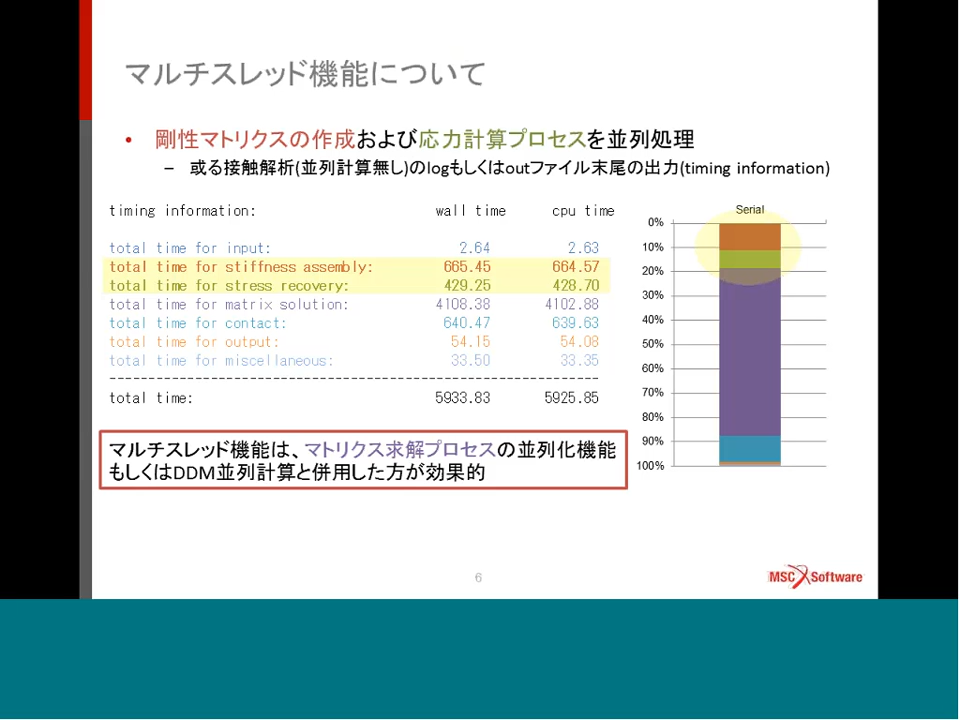 マルチスレッド機能について
• 剛性マトリクスの作成および応力計算プロセスを並列処理
– 或る接触解析(並列計算無し)のlogもしくはoutファイル末尾の出力(timing information)
timing information: wall time cpu time
total time for input: 2.64 2.63
total time for stiffness assembly: 665.45 664.57
total time for stress recovery: 429.25 428.70
total time for matrix solution: 4108.38 4102.88
total time for contact: 640.47 639.63
total time for output: 54.15 54.08
total time for miscellaneous: 33.50 33.35
----------------------------------------------------------------
total time: 5933.83 5925.85
Serial
0%
10%
20%
30%
40%
50%
60%
70%
80%
90%
100%
マルチスレッド機能は、マトリクス求解プロセスの並列化機能
もしくはDDM並列計算と併用した方が効果的
6
MSC Software